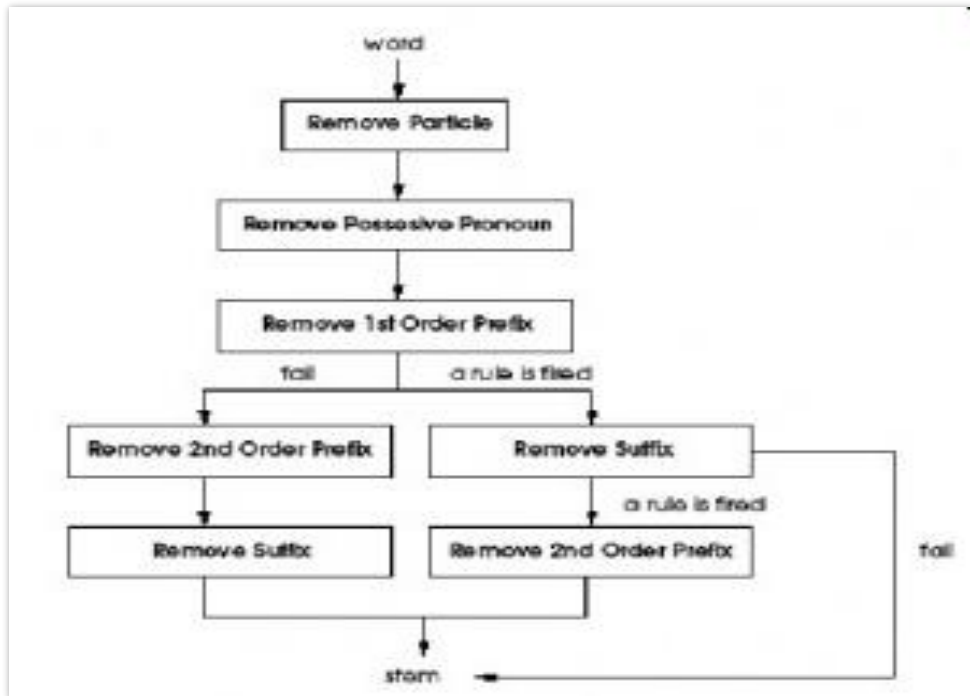 word
Remove Particle
Remove Possesive Pronoun
Remove 1st Order Prefix
fail
a rule is fired
Remove 2nd Order Prefix
Remove Suffix
a rule is fired
Remove Suffix
Remove 2nd Order Prefix
fail
stem